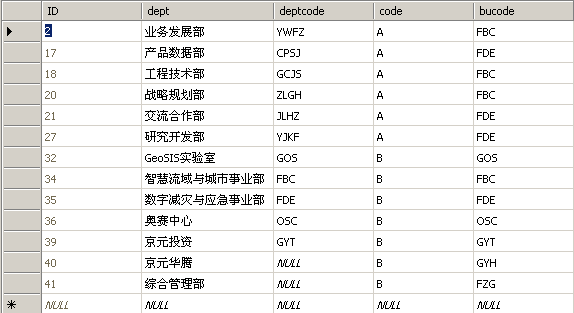 ID dept deptcode code bucode
2 业务发展部 YWFZ A FBC
17 产品数据部 CPSJ A FDE
18 工程技术部 GCJS A FBC
20 战略规划部 ZLGH A FBC
21 交流合作部 JLHZ A FDE
27 研究开发部 YJKF A FDE
32 GeoSIS实验室 GOS B GOS
34 智慧流域与城市事业部 FBC B FBC
35 数字减灾与应急事业部 FDE B FDE
36 奥赛中心 OSC B OSC
39 京元投资 GYT B GYT
40 京元华腾 NULL B GYH
41 综合管理部 NULL B FZG
NULL NULL NULL NULL NULL